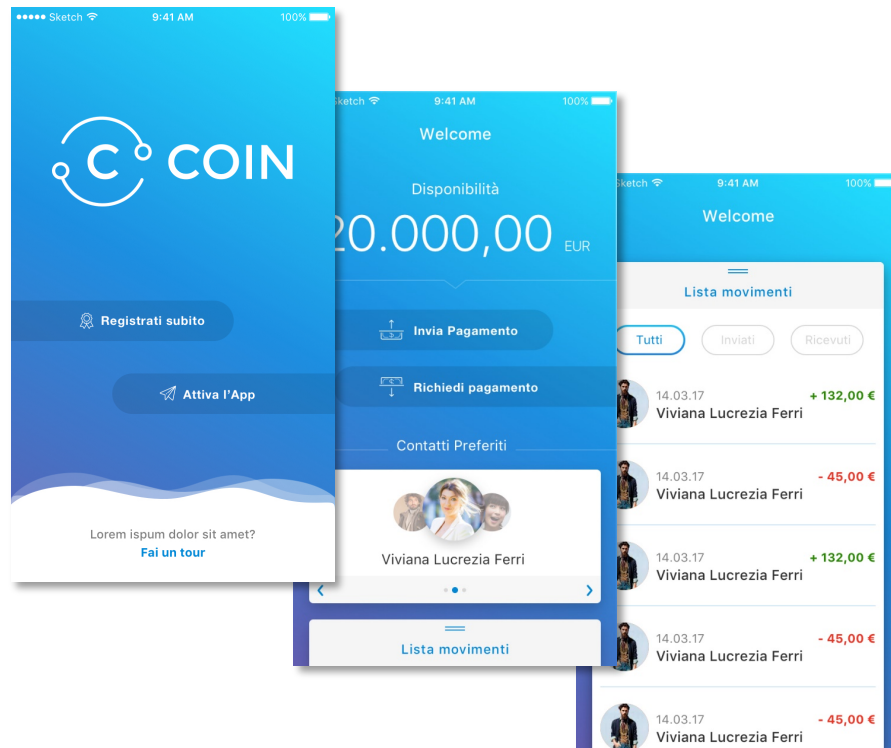 Sketch 9:41 AM 100%
C COIN
Registrati subito
Attiva l'App
Lorem ispum dolor sit amet?
Fai un tour
ketch 9:41 AM 100%
Welcome
Disponibilità
20.000,00 EUR
Invia Pagamento
Richiedi pagamento
Contatti Preferiti
Viviana Lucrezia Ferri
Lista movimenti
Sketch 9:41 AM 100%
Welcome
Lista movimenti
Tutti Inviati Ricevuti
14.03.17 + 132,00 €
Viviana Lucrezia Ferri
14.03.17 - 45,00 €
Viviana Lucrezia Ferri
14.03.17 + 132,00 €
Viviana Lucrezia Ferri
14.03.17 - 45,00 €
Viviana Lucrezia Ferri
14.03.17 - 45,00 €
Viviana Lucrezia Ferri